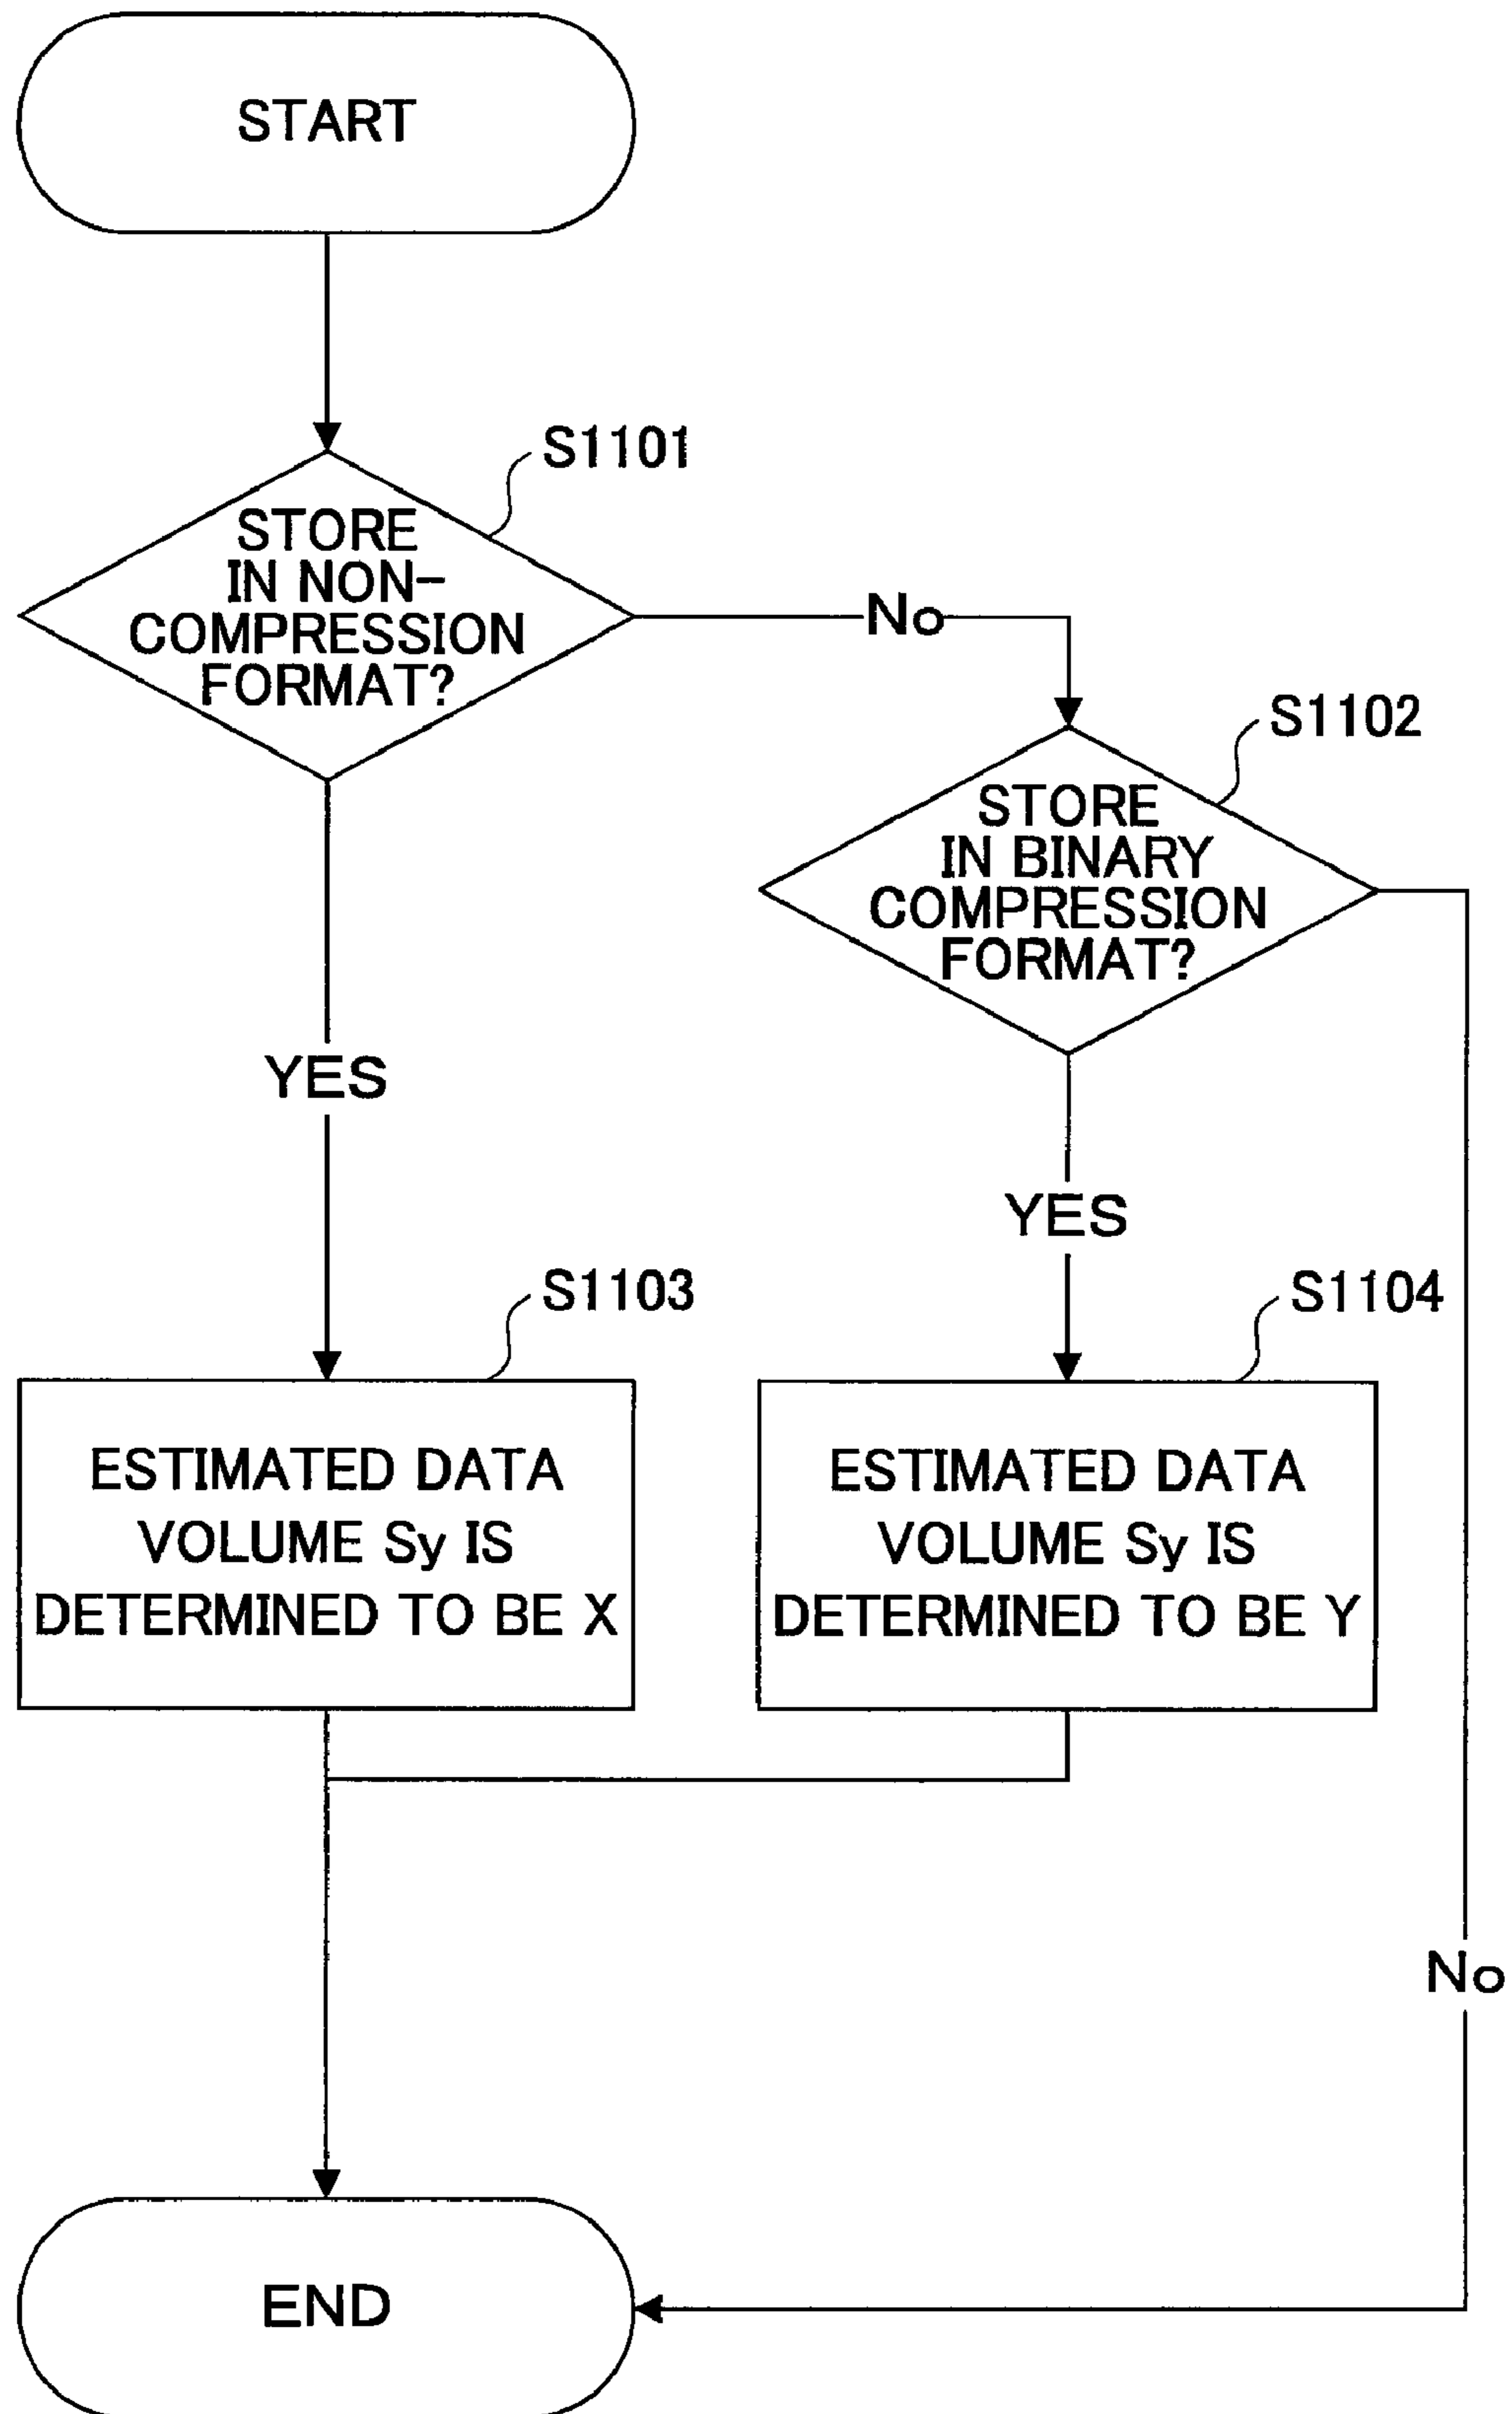 START
S1101
STORE
IN NON-
COMPRESSION
FORMAT?
No
S1102
STORE
IN BINARY
COMPRESSION
FORMAT?
YES
YES
S1103
S1104
ESTIMATED DATA
VOLUME Sy IS
DETERMINED TO BE X
ESTIMATED DATA
VOLUME Sy IS
DETERMINED TO BE Y
No
END